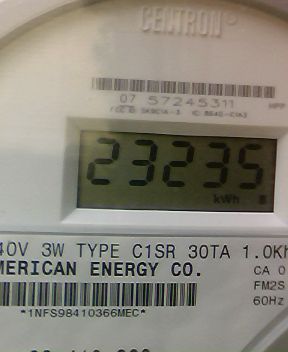 CENTRON®
07 57245311
23235
kWh
40V 3W TYPE C1SR 30TA 1.0Kh
MERICAN ENERGY CO.
CA 0
FM2S
60Hz
*1NFS98410366MEC*